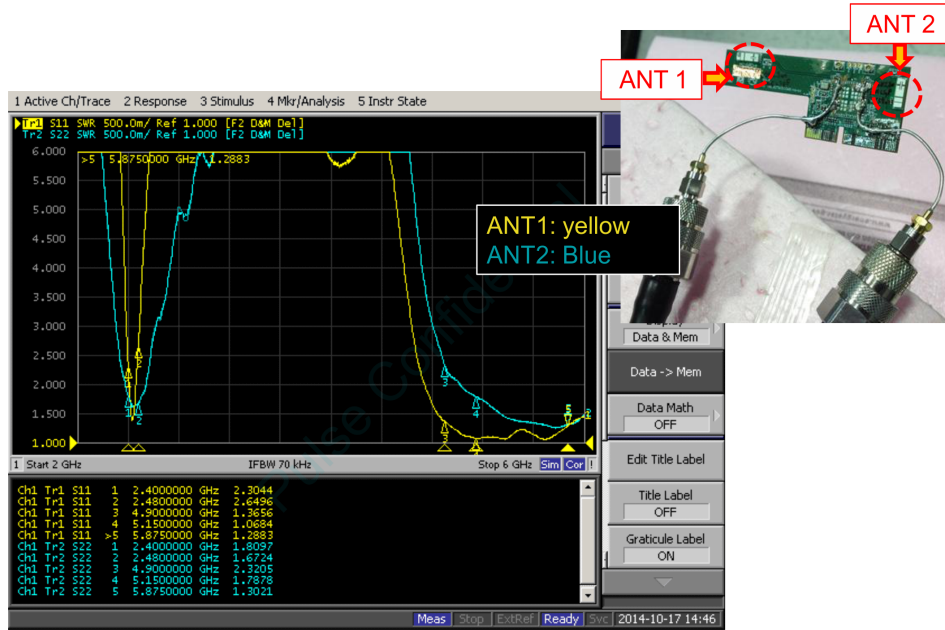 ANT 2
ANT 1
1 Active Ch/Trace 2 Response 3 Stimulus 4 Mkr/Analysis 5 Instr State
Tr1 S11 SWR 500.0m/ Ref 1.000 [F2 D&M Del]
Tr2 S22 SWR 500.0m/ Ref 1.000 [F2 D&M Del]
>5 5.8750000 GHz 1.2883
6.000
5.500
5.000
4.500
4.000
3.500
3.000
2.500
2.000
1.500
1.000
ANT1: yellow
ANT2: Blue
Pulse Confidential
1 Start 2 GHz IFBW 70 kHz Stop 6 GHz Sim Cor !
Ch1 Tr1 S11 1 2.4000000 GHz 2.3044
Ch1 Tr1 S11 2 2.4800000 GHz 2.6496
Ch1 Tr1 S11 3 4.9000000 GHz 1.3656
Ch1 Tr1 S11 4 5.1500000 GHz 1.0684
Ch1 Tr1 S11 >5 5.8750000 GHz 1.2883
Ch1 Tr2 S22 1 2.4000000 GHz 1.8097
Ch1 Tr2 S22 2 2.4800000 GHz 1.6724
Ch1 Tr2 S22 3 4.9000000 GHz 2.3205
Ch1 Tr2 S22 4 5.1500000 GHz 1.7878
Ch1 Tr2 S22 5 5.8750000 GHz 1.3021
Display
Data & Mem
Data -> Mem
Data Math
OFF
Edit Title Label
Title Label
OFF
Graticule Label
ON
Meas Stop ExtRef Ready Svc 2014-10-17 14:46